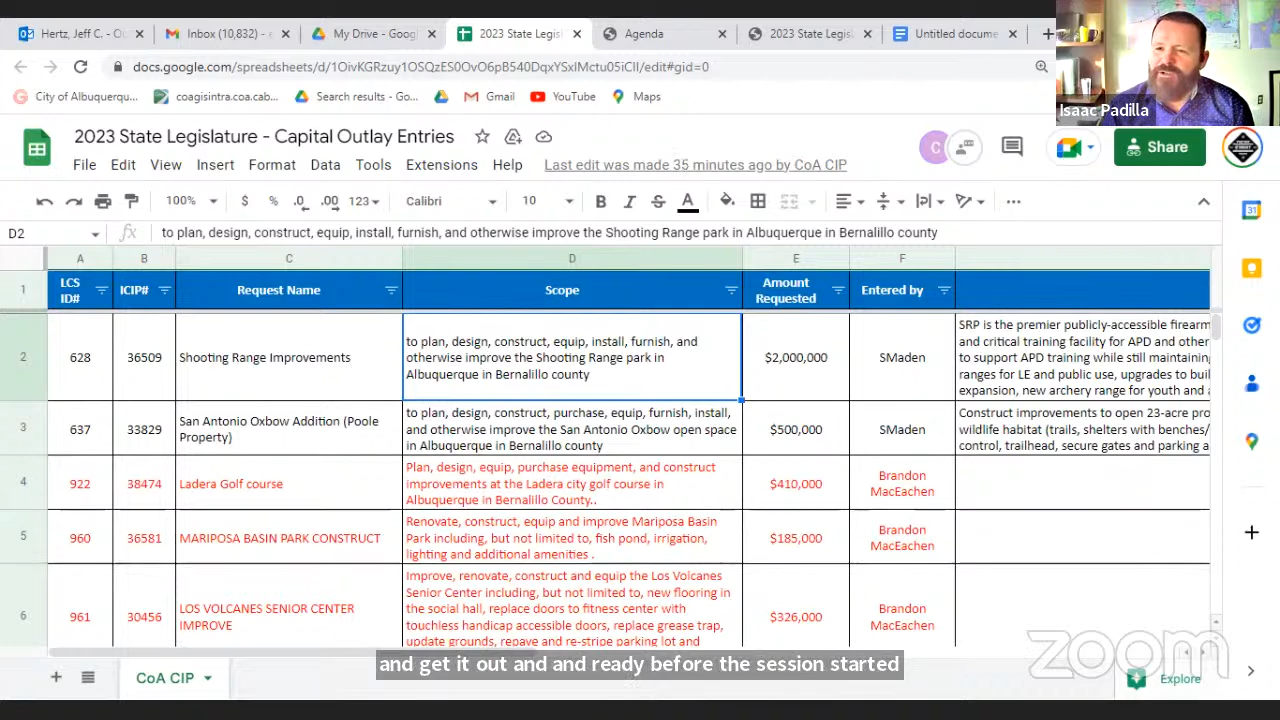 Hertz, Jeff C. - Ou
Inbox (10,832) -
My Drive - Googl
2023 State Legisl
Agenda
2023 State Legisl
Untitled docume
docs.google.com/spreadsheets/d/
edit#gid=0
City of Albuquerqu...
coagisintra.coa.cab...
Search results - Go...
Gmail
YouTube
Maps
Isaac Padilla
2023 State Legislature - Capital Outlay Entries
File Edit View Insert Format Data Tools Extensions Help Last edit was made 35 minutes ago by CoA CIP
C
Share
100% $ % .0 .00 123 Calibri 10 B I S A
31
D2 fx to plan, design, construct, equip, install, furnish, and otherwise improve the Shooting Range park in Albuquerque in Bernalillo county
A B C D E F
1 LCS ID# ICIP# Request Name Scope Amount Requested Entered by
2 628 36509 Shooting Range Improvements
to plan, design, construct, equip, install, furnish, and
otherwise improve the Shooting Range park in
Albuquerque in Bernalillo county
$2,000,000 SMaden
SRP is the premier publicly-accessible firearm
and critical training facility for APD and other
to support APD training while still maintaining
ranges for LE and public use, upgrades to buil
expansion, new archery range for youth and a
3 637 33829 San Antonio Oxbow Addition (Poole
Property)
to plan, design, construct, purchase, equip, furnish, install,
and otherwise improve the San Antonio Oxbow open space
in Albuquerque in Bernalillo county
$500,000 SMaden
Construct improvements to open 23-acre pro
wildlife habitat (trails, shelters with benches/
control, trailhead, secure gates and parking a
4 922 38474 Ladera Golf course
Plan, design, equip, purchase equipment, and construct
improvements at the Ladera city golf course in
Albuquerque in Bernalillo County..
$410,000 Brandon
MacEachen
5 960 36581 MARIPOSA BASIN PARK CONSTRUCT
Renovate, construct, equip and improve Mariposa Basin
Park including, but not limited to, fish pond, irrigation,
lighting and additional amenities .
$185,000 Brandon
MacEachen
6 961 30456 LOS VOLCANES SENIOR CENTER
IMPROVE
Improve, renovate, construct and equip the Los Volcanes
Senior Center including, but not limited to, new flooring in
the social hall, replace doors to fitness center with
touchless handicap accessible doors, replace grease trap,
update grounds, repave and re-stripe parking lot and
$326,000 Brandon
MacEachen
and get it out and and ready before the session started
zoom
CoA CIP
Explore